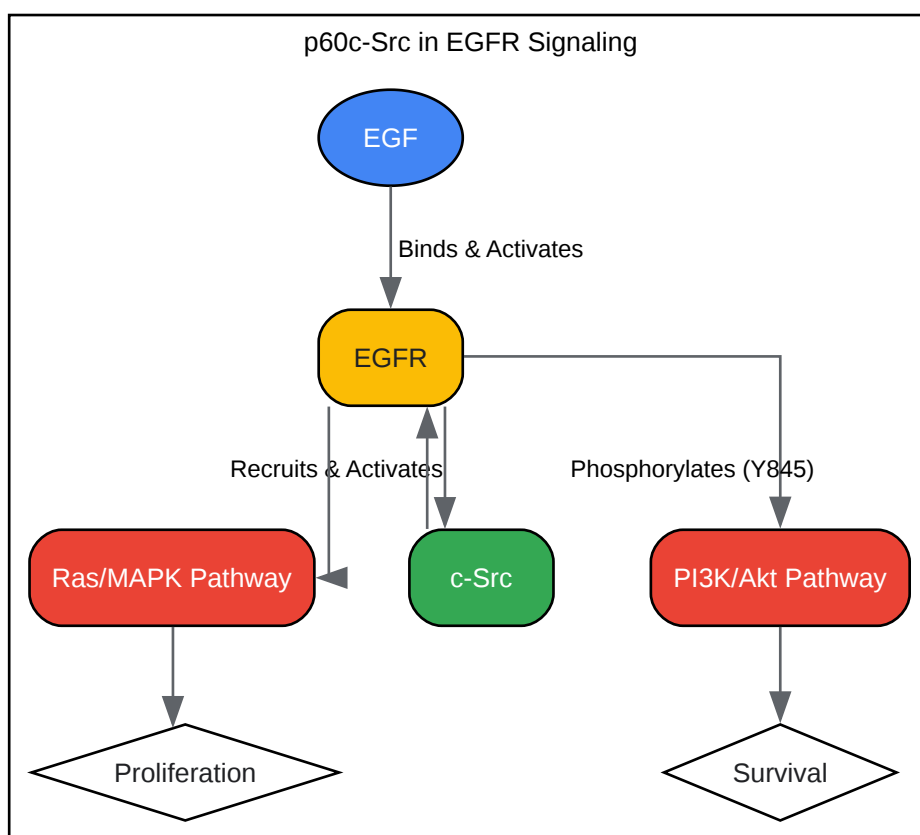 p60c-Src in EGFR Signaling
EGF
Binds & Activates
EGFR
Recruits & Activates
Phosphorylates (Y845)
Ras/MAPK Pathway
c-Src
PI3K/Akt Pathway
Proliferation
Survival